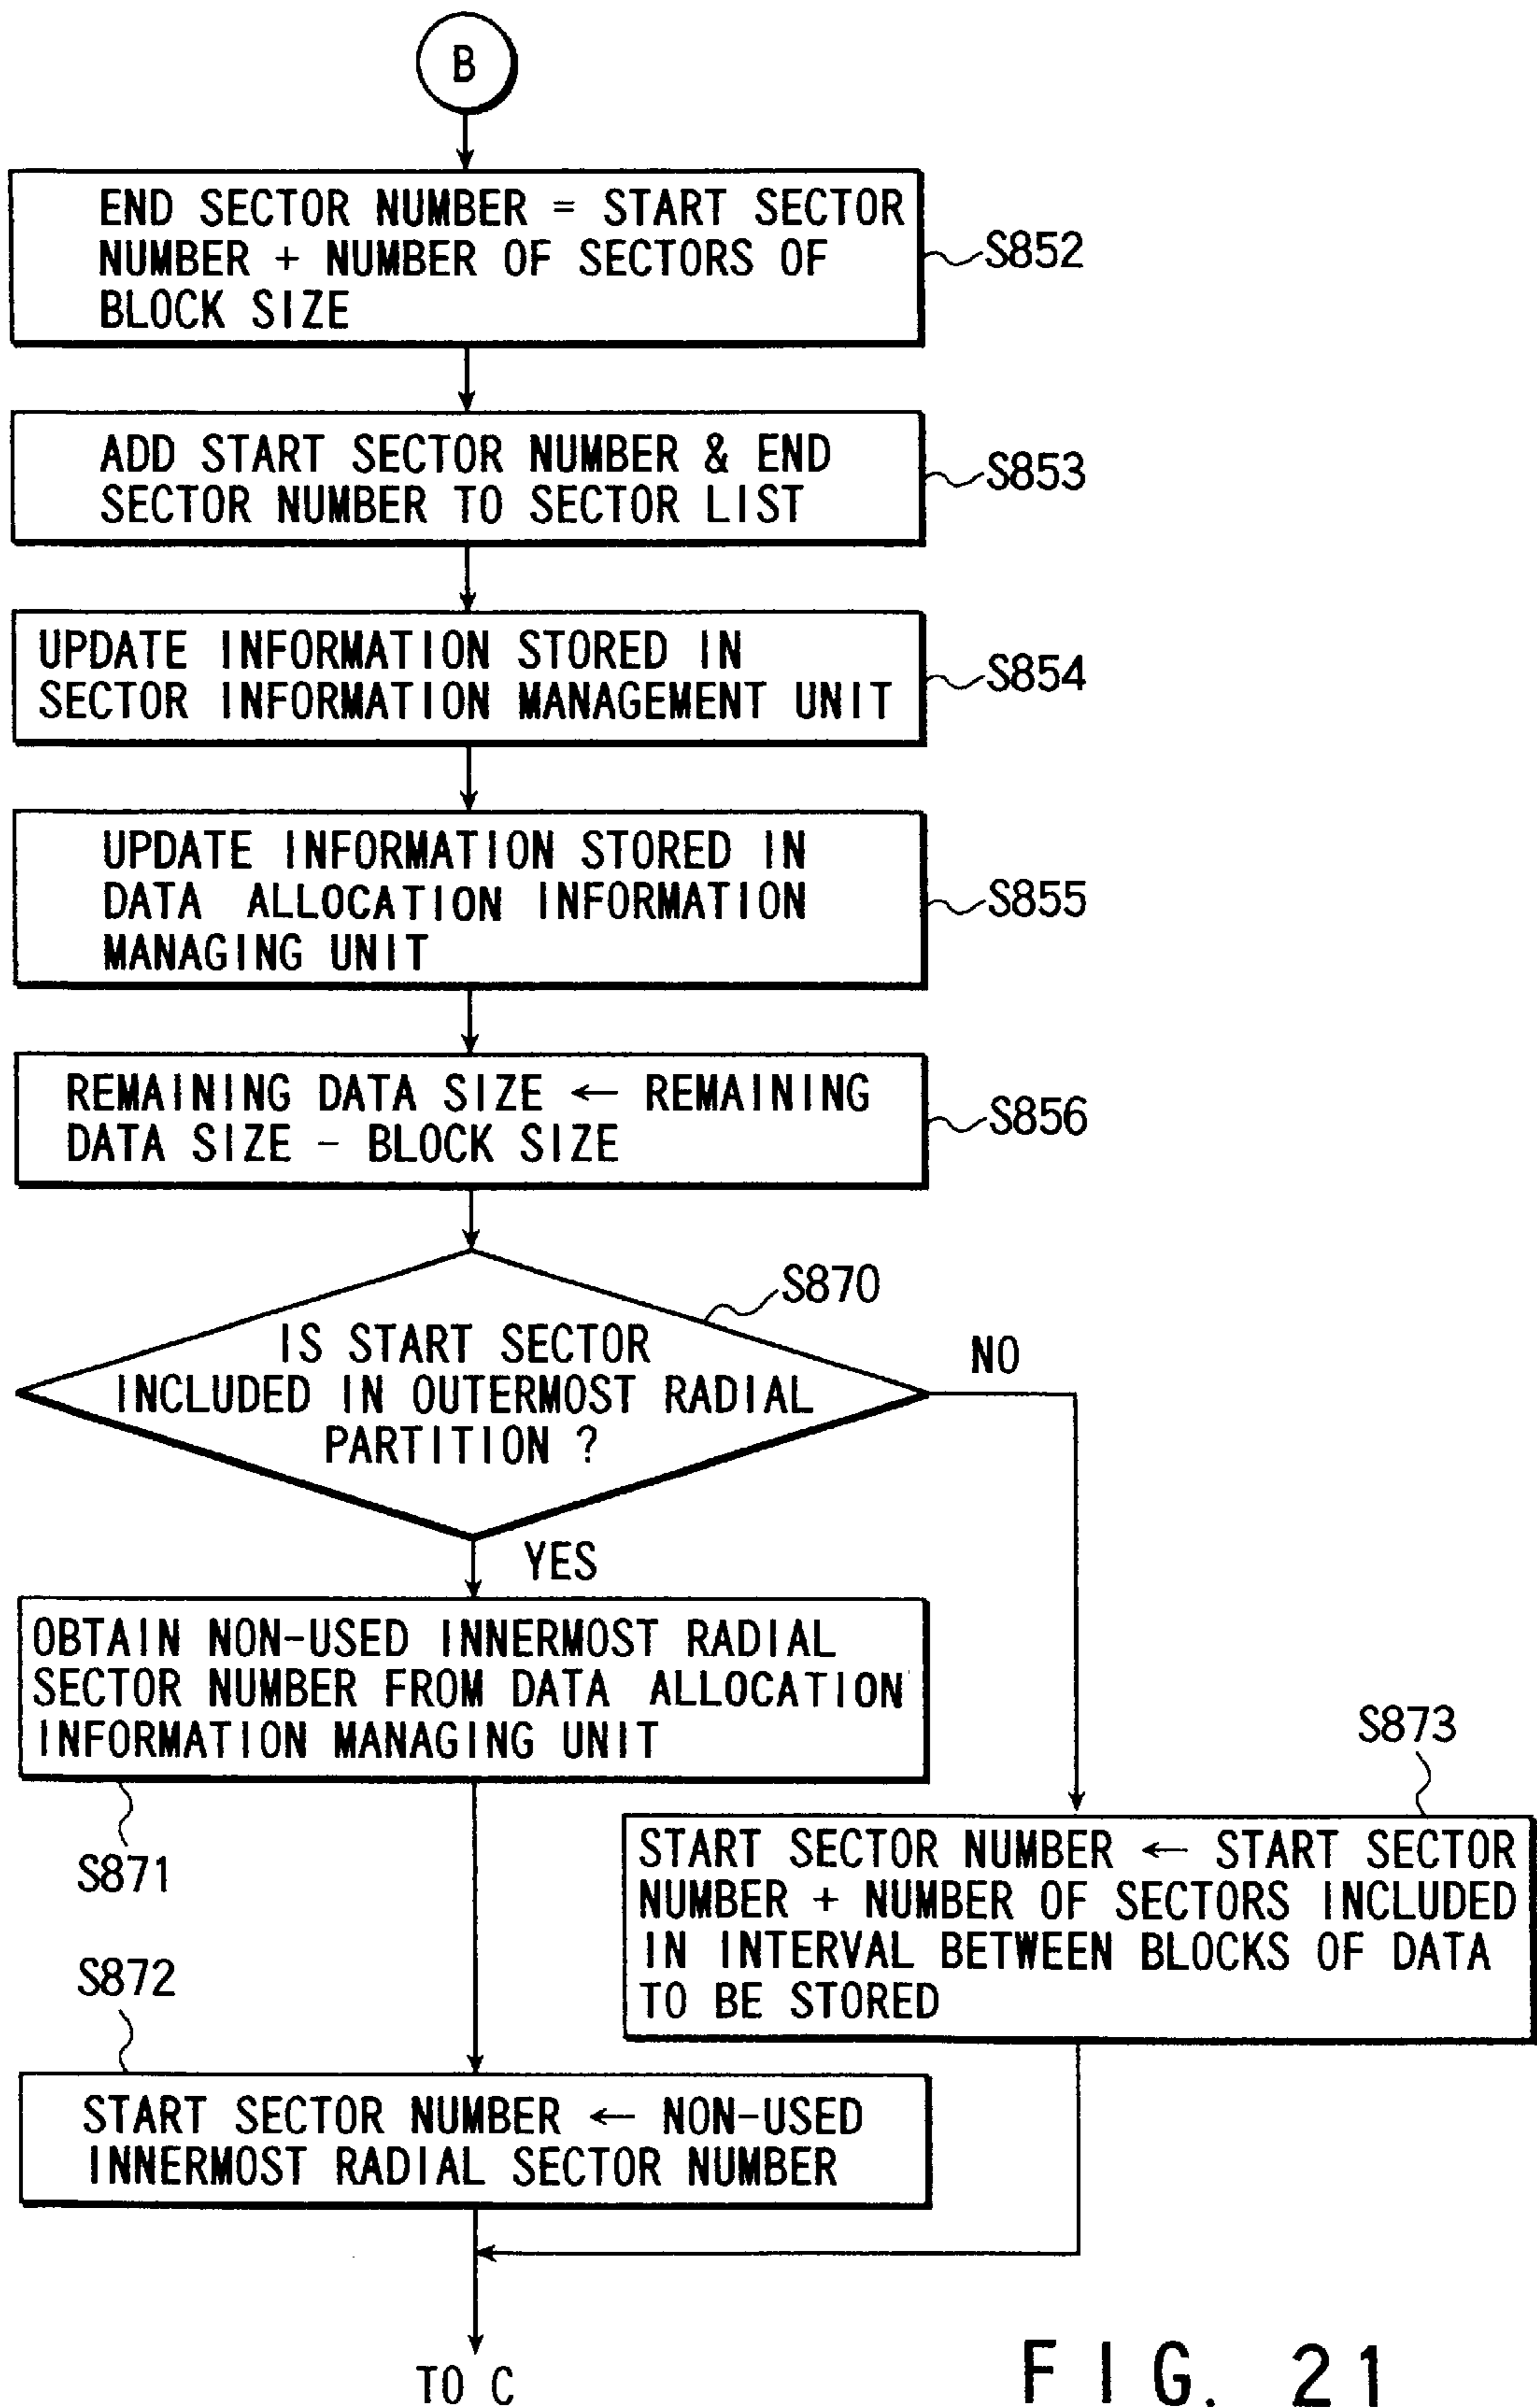 B
END SECTOR NUMBER = START SECTOR
NUMBER + NUMBER OF SECTORS OF
BLOCK SIZE
S852
ADD START SECTOR NUMBER & END
SECTOR NUMBER TO SECTOR LIST
S853
UPDATE INFORMATION STORED IN
SECTOR INFORMATION MANAGEMENT UNIT
S854
UPDATE INFORMATION STORED IN
DATA ALLOCATION INFORMATION
MANAGING UNIT
S855
REMAINING DATA SIZE ← REMAINING
DATA SIZE - BLOCK SIZE
S856
S870
IS START SECTOR
INCLUDED IN OUTERMOST RADIAL
PARTITION ?
NO
YES
OBTAIN NON-USED INNERMOST RADIAL
SECTOR NUMBER FROM DATA ALLOCATION
INFORMATION MANAGING UNIT
S871
S873
START SECTOR NUMBER ← START SECTOR
NUMBER + NUMBER OF SECTORS INCLUDED
IN INTERVAL BETWEEN BLOCKS OF DATA
TO BE STORED
S872
START SECTOR NUMBER ← NON-USED
INNERMOST RADIAL SECTOR NUMBER
TO C
FIG. 21